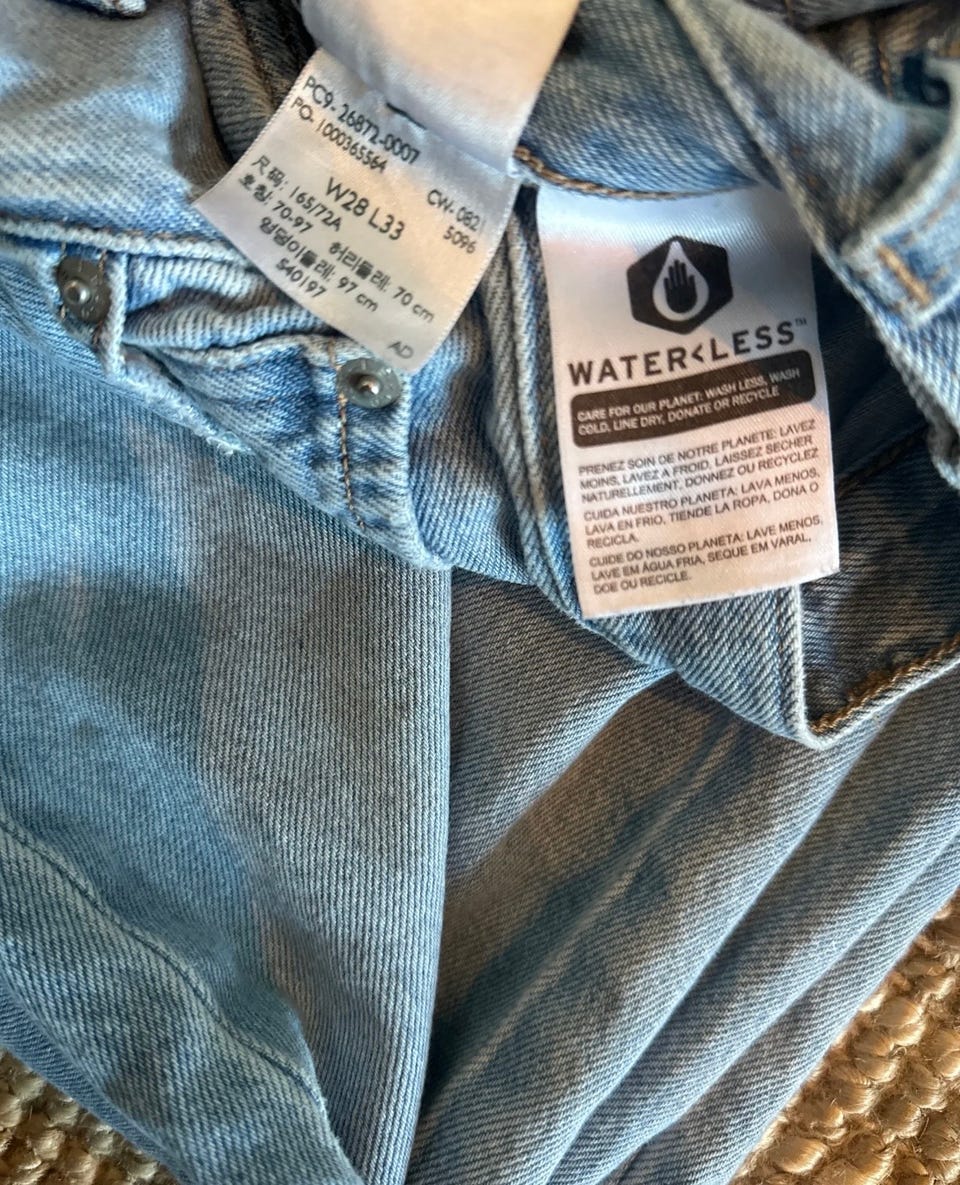 PC9- 26872-0007
PO- 1000365564
CW- 0821
5096
W28 L33
尺码: 165/72A
호칭: 70-97 허리둘레: 70 cm
엉덩이둘레: 97 cm
540197
AD
WATER<LESS™
CARE FOR OUR PLANET: WASH LESS, WASH
COLD, LINE DRY, DONATE OR RECYCLE
PRENEZ SOIN DE NOTRE PLANETE: LAVEZ
MOINS, LAVEZ A FROID, LAISSEZ SECHER
NATURELLEMENT, DONNEZ OU RECYCLEZ
CUIDA NUESTRO PLANETA: LAVA MENOS,
LAVA EN FRIO, TIENDE LA ROPA, DONA O
RECICLA.
CUIDE DO NOSSO PLANETA: LAVE MENOS,
LAVE EM ÁGUA FRIA, SEQUE EM VARAL,
DOE OU RECICLE.